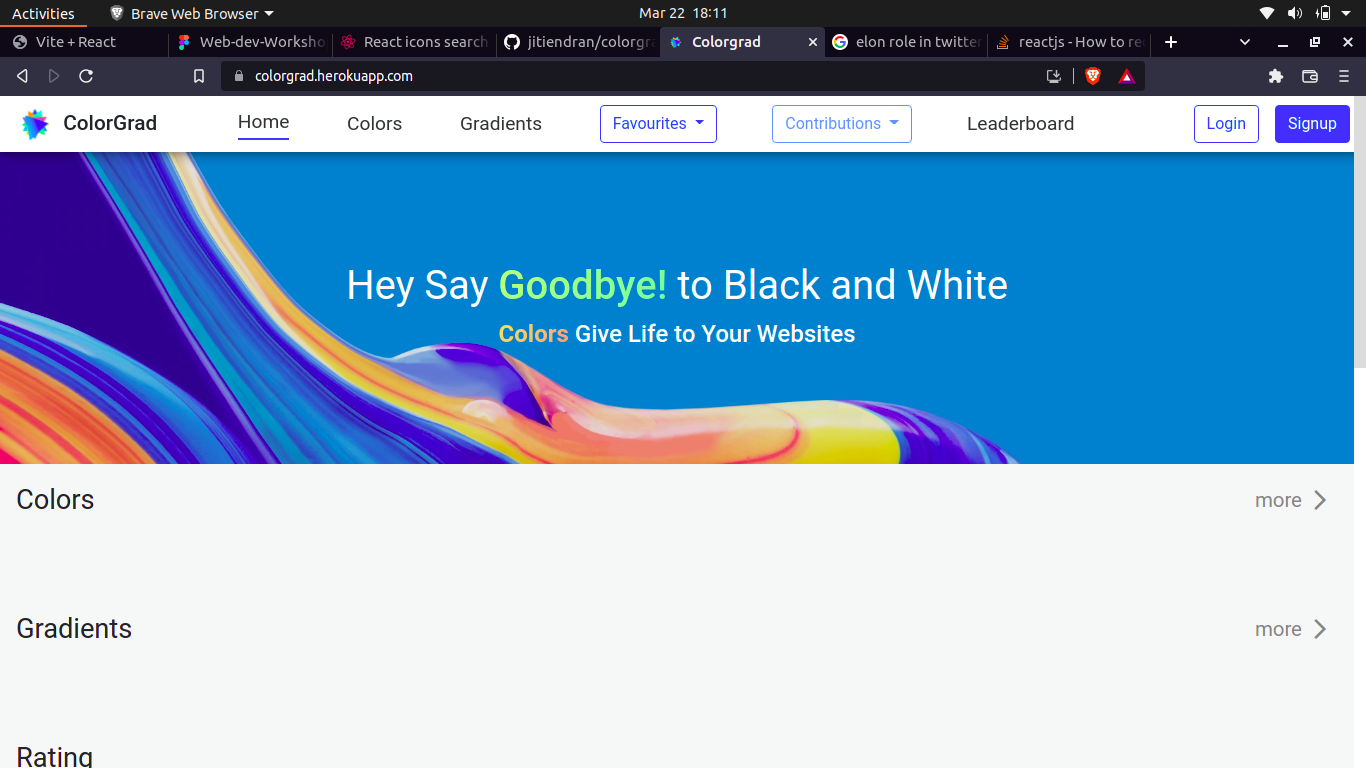 Activities Brave Web Browser Mar 22 18:11
Vite + React Web-dev-Worksho React icons search jitiendran/colorgra Colorgrad elon role in twitter reactjs - How to rec
colorgrad.herokuapp.com
ColorGrad Home Colors Gradients Favourites Contributions Leaderboard Login Signup
Hey Say Goodbye! to Black and White
Colors Give Life to Your Websites
Colors more
Gradients more
Rating